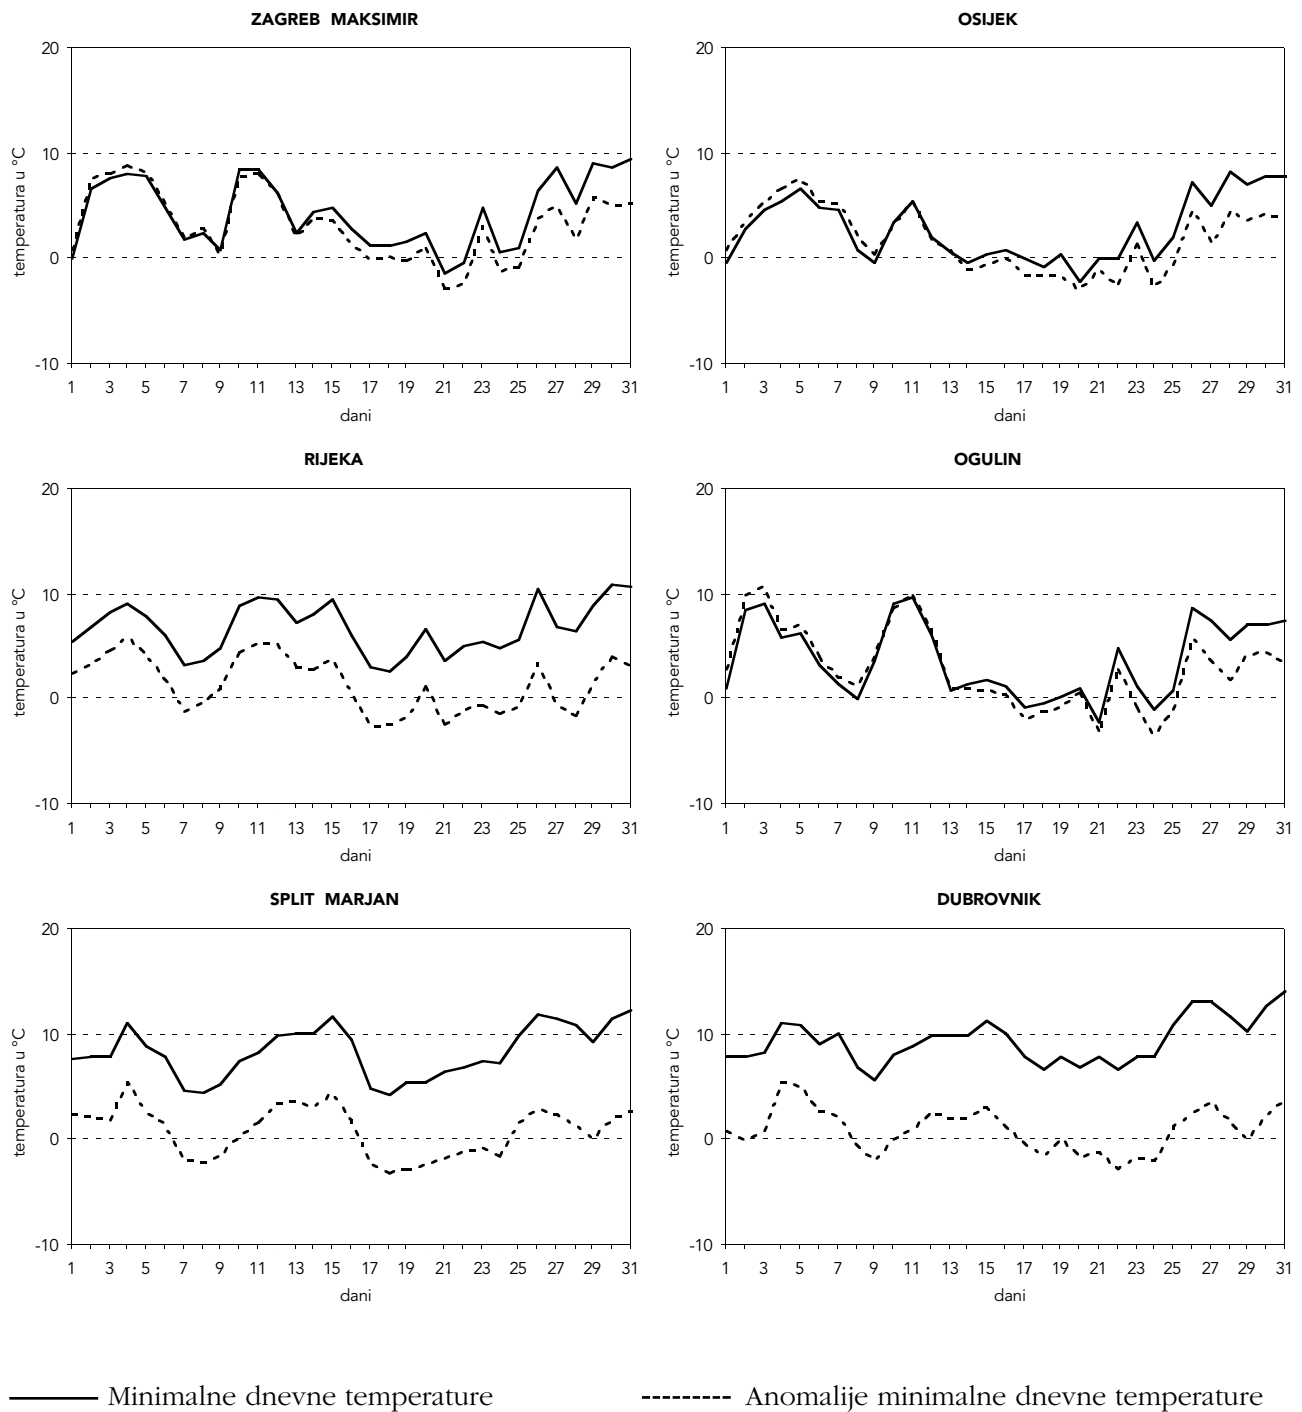 ZAGREB MAKSIMIR
20
10
0
-10
temperatura u °C
1 3 5 7 9 11 13 15 17 19 21 23 25 27 29 31
dani
OSIJEK
20
10
0
-10
temperatura u °C
1 3 5 7 9 11 13 15 17 19 21 23 25 27 29 31
dani
RIJEKA
20
10
0
-10
temperatura u °C
1 3 5 7 9 11 13 15 17 19 21 23 25 27 29 31
dani
OGULIN
20
10
0
-10
temperatura u °C
1 3 5 7 9 11 13 15 17 19 21 23 25 27 29 31
dani
SPLIT MARJAN
20
10
0
-10
temperatura u °C
1 3 5 7 9 11 13 15 17 19 21 23 25 27 29 31
dani
DUBROVNIK
20
10
0
-10
temperatura u °C
1 3 5 7 9 11 13 15 17 19 21 23 25 27 29 31
dani
Minimalne dnevne temperature
Anomalije minimalne dnevne temperature